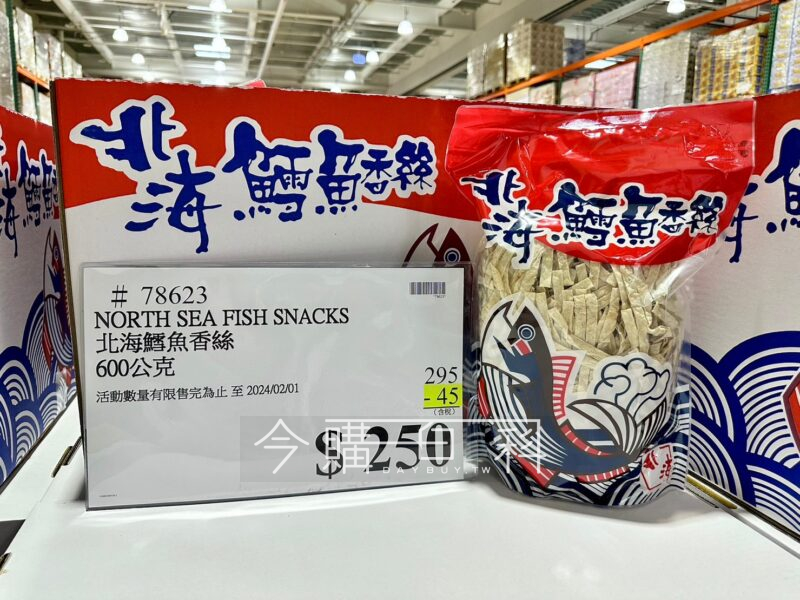 北海鱈魚香絲
北海鱈魚香絲
# 78623
NORTH SEA FISH SNACKS
北海鱈魚香絲
600公克
活動數量有限售完為止 至 2024/02/01
295
- 45
(含稅)
$ 250
今購百科
DAYBUY.TW